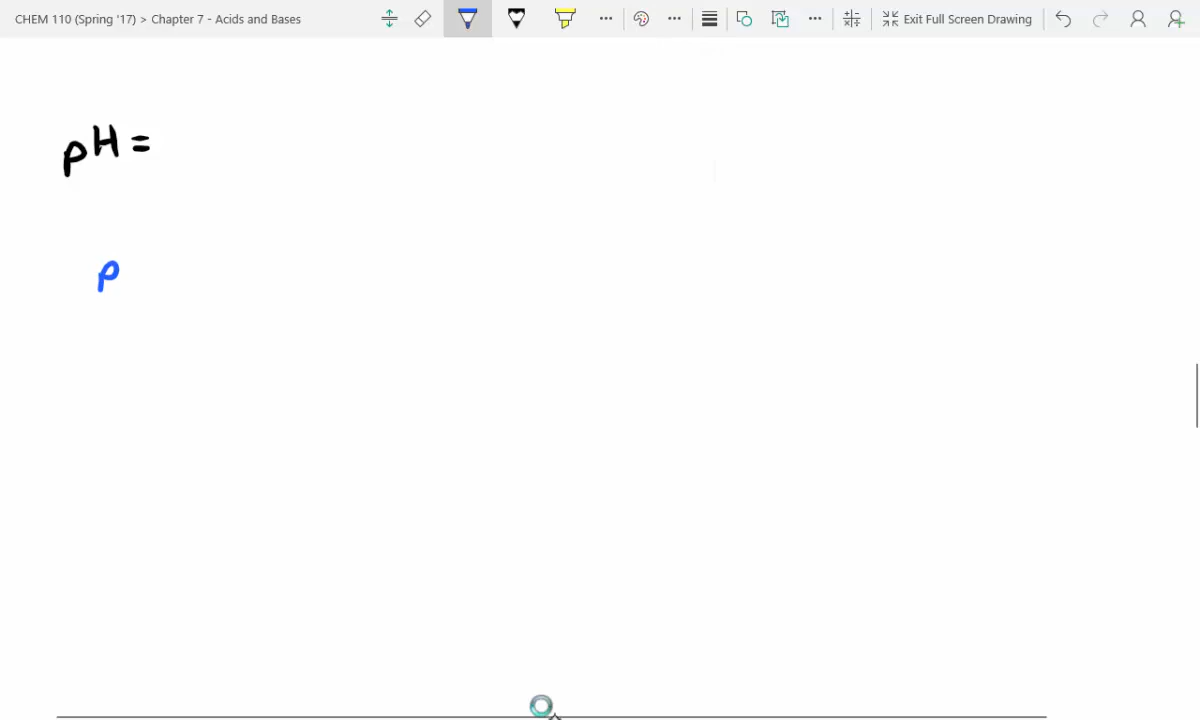 CHEM 110 (Spring '17) > Chapter 7 - Acids and Bases
Exit Full Screen Drawing
pH =
p